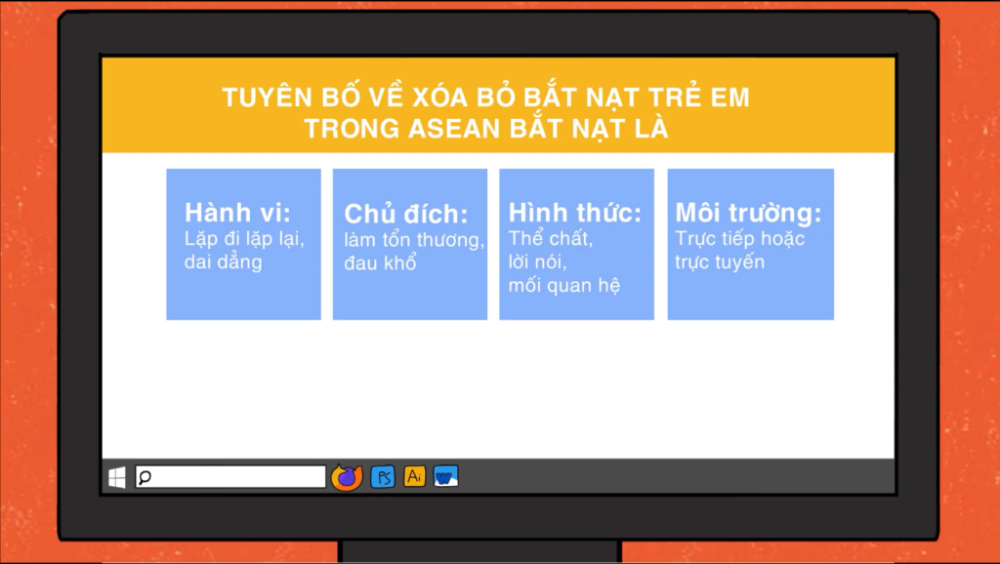 TUYÊN BỐ VỀ XÓA BỎ BẮT NẠT TRẺ EM
TRONG ASEAN BẮT NẠT LÀ
Hành vi:
Lặp đi lặp lại,
dai dẳng
Chủ đích:
làm tổn thương,
đau khổ
Hình thức:
Thể chất,
lời nói,
mối quan hệ
Môi trường:
Trực tiếp hoặc
trực tuyến
PS
Ai
W